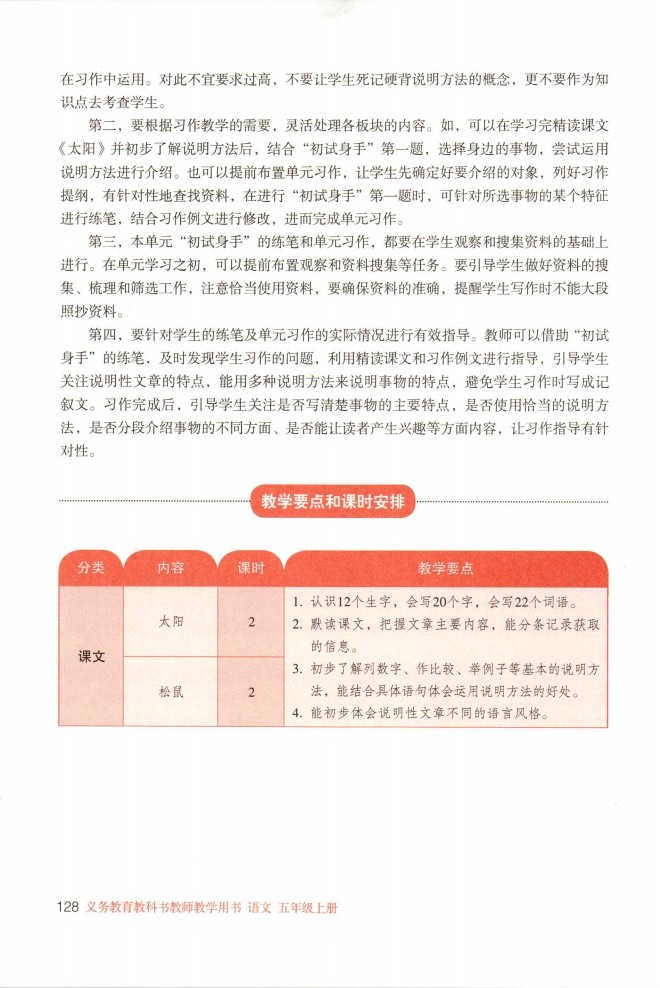 在习作中运用。对此不宜要求过高，不要让学生死记硬背说明方法的概念，更不要作为知
识点去考查学生。
第二，要根据习作教学的需要，灵活处理各板块的内容。如，可以在学习完精读课文
《太阳》并初步了解说明方法后，结合“初试身手”第一题，选择身边的事物，尝试运用
说明方法进行介绍。也可以提前布置单元习作，让学生先确定好要介绍的对象，列好习作
提纲，有针对性地查找资料，在进行“初试身手”第一题时，可针对所选事物的某个特征
进行练笔，结合习作例文进行修改，进而完成单元习作。
第三，本单元“初试身手”的练笔和单元习作，都要在学生观察和搜集资料的基础上
进行。在单元学习之初，可以提前布置观察和资料搜集等任务。要引导学生做好资料的搜
集、梳理和筛选工作，注意恰当使用资料，要确保资料的准确，提醒学生写作时不能大段
照抄资料。
第四，要针对学生的练笔及单元习作的实际情况进行有效指导。教师可以借助“初试
身手”的练笔，及时发现学生习作的问题，利用精读课文和习作例文进行指导，引导学生
关注说明性文章的特点，能用多种说明方法来说明事物的特点，避免学生习作时写成记
叙文。习作完成后，引导学生关注是否写清楚事物的主要特点，是否使用恰当的说明方
法，是否分段介绍事物的不同方面、是否能让读者产生兴趣等方面内容，让习作指导有针
对性。
教学要点和课时安排
分类 内容 课时 教学要点
课文
太阳 2
松鼠 2
1. 认识12个生字，会写20个字，会写22个词语。
2. 默读课文，把握文章主要内容，能分条记录获取
的信息。
3. 初步了解列数字、作比较、举例子等基本的说明方
法，能结合具体语句体会运用说明方法的好处。
4. 能初步体会说明性文章不同的语言风格。
128 义务教育教科书教师教学用书 语文 五年级上册